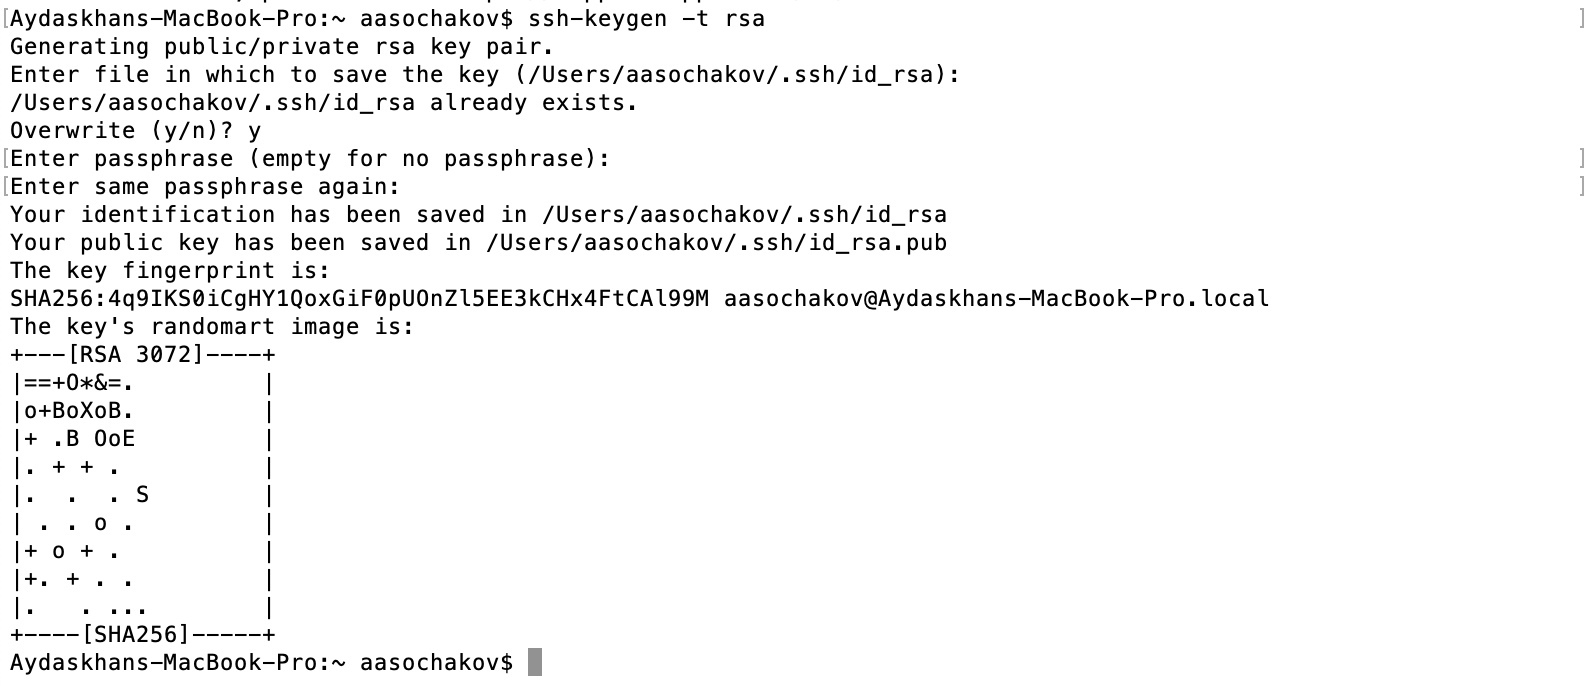 [Aydaskhans-MacBook-Pro:~ aasochakov$ ssh-keygen -t rsa ]
Generating public/private rsa key pair.
Enter file in which to save the key (/Users/aasochakov/.ssh/id_rsa):
/Users/aasochakov/.ssh/id_rsa already exists.
Overwrite (y/n)? y
[Enter passphrase (empty for no passphrase): ]
[Enter same passphrase again: ]
Your identification has been saved in /Users/aasochakov/.ssh/id_rsa
Your public key has been saved in /Users/aasochakov/.ssh/id_rsa.pub
The key fingerprint is:
SHA256:4q9IKS0iCgHY1QoxGiF0pUOnZl5EE3kCHx4FtCAl99M aasochakov@Aydaskhans-MacBook-Pro.local
The key's randomart image is:
+---[RSA 3072]----+
|==+O*&=.         |
|o+BoXoB.         |
|+ .B OoE         |
|. + + .          |
|.  .  . S        |
| . . o .         |
|+ o + .          |
|+. + . .         |
|.   . ...        |
+----[SHA256]-----+
Aydaskhans-MacBook-Pro:~ aasochakov$